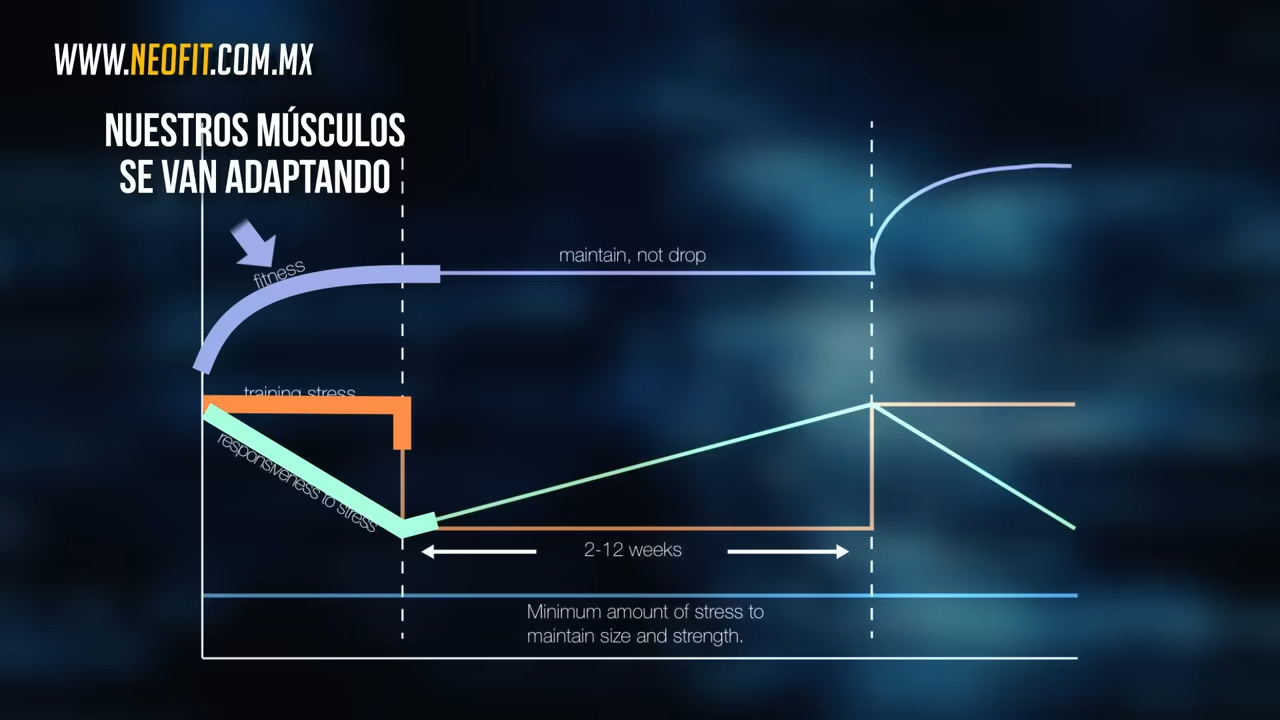 WWW.NEOFIT.COM.MX
NUESTROS MÚSCULOS
SE VAN ADAPTANDO
fitness
maintain, not drop
training stress
responsiveness to stress
2-12 weeks
Minimum amount of stress to
maintain size and strength.